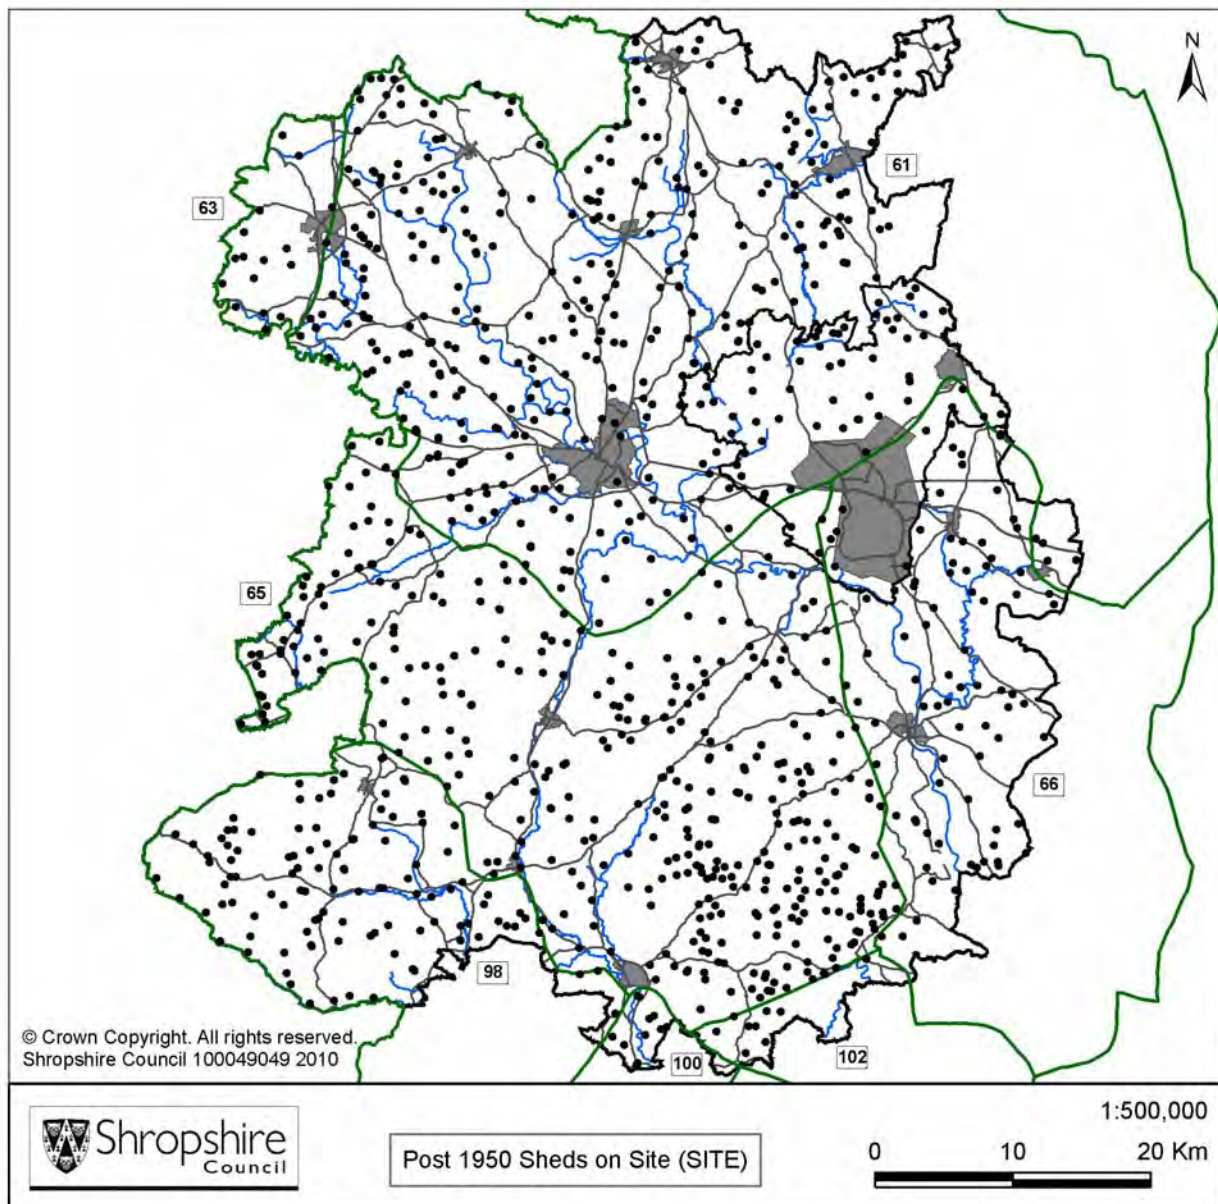 N
61
63
65
66
98
100
102
© Crown Copyright. All rights reserved.
Shropshire Council 100049049 2010
Shropshire
Council
Post 1950 Sheds on Site (SITE)
1:500,000
0 10 20 Km